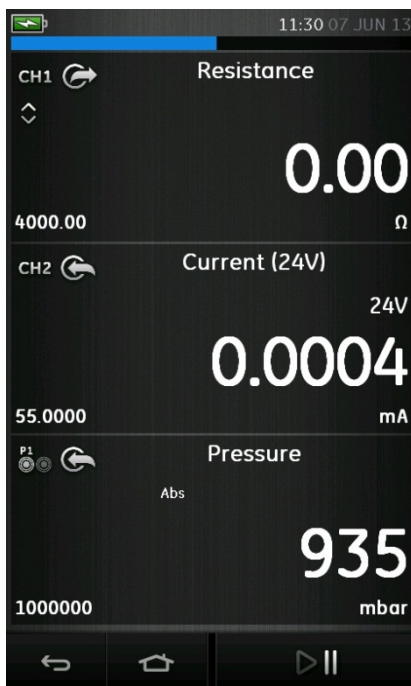 11:30 07 JUN 13
CH1 Resistance
0.00
4000.00 Ω
CH2 Current (24V)
24V
0.0004
55.0000 mA
P1 Pressure
Abs
935
1000000 mbar